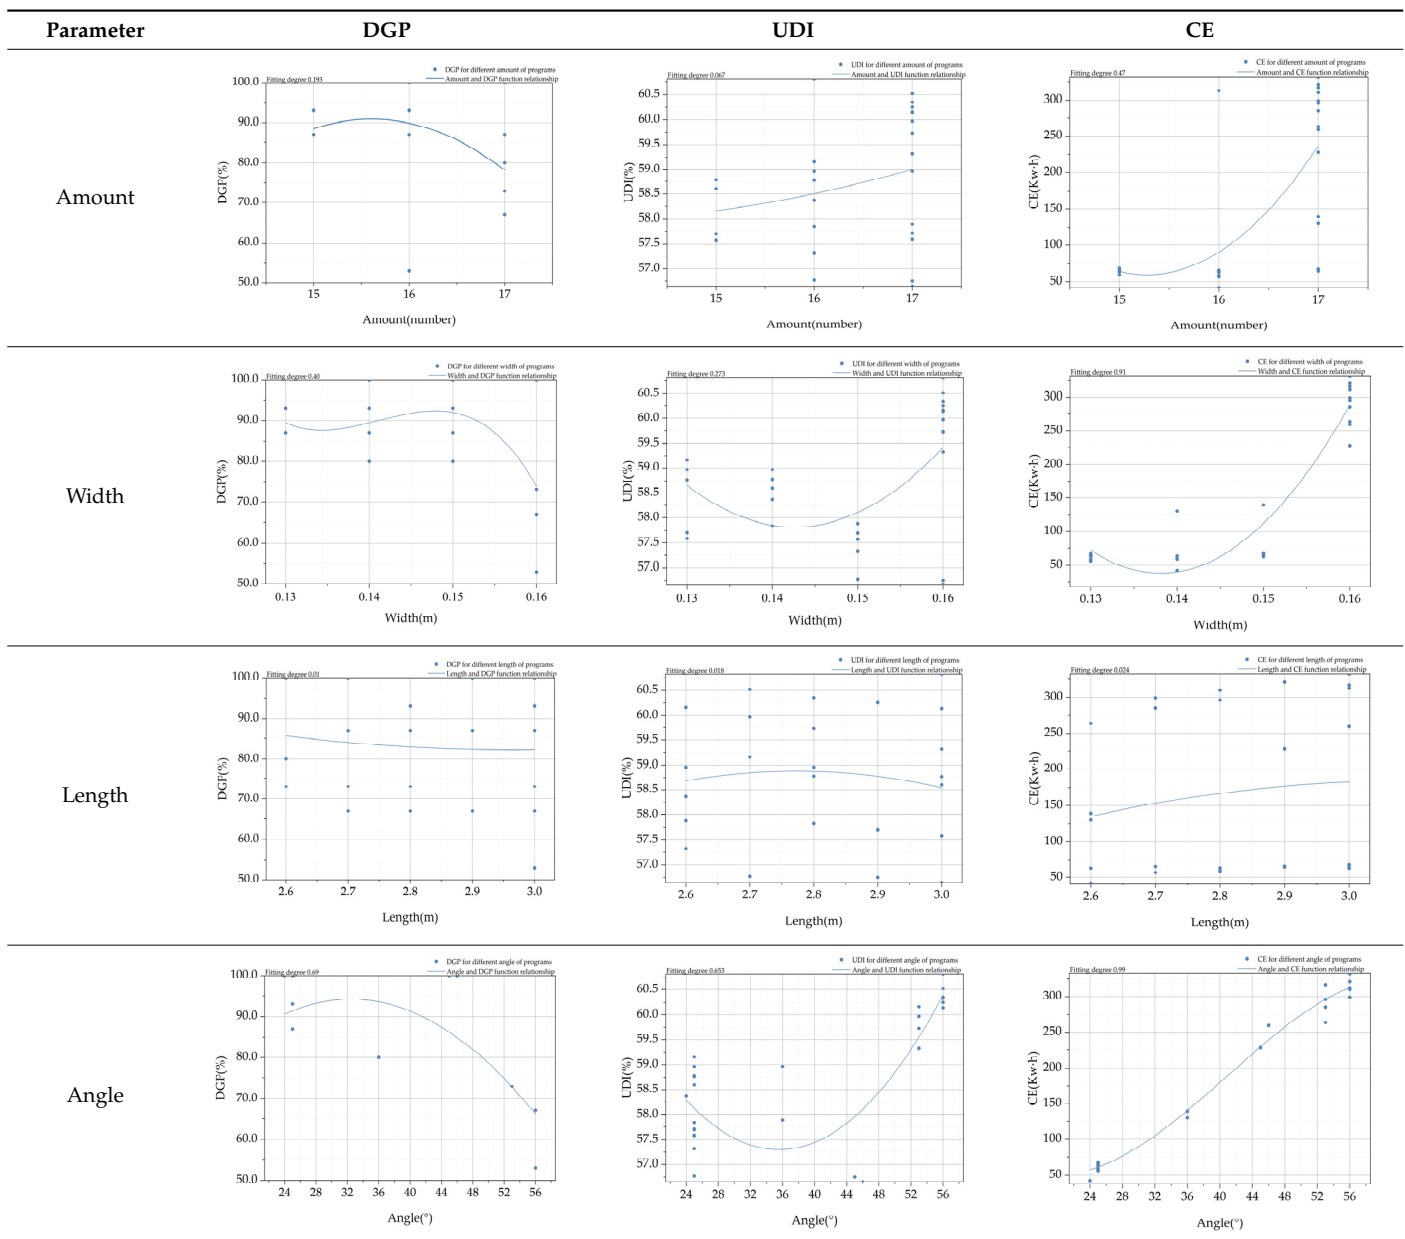 Parameter DGP UDI CE
Amount
Fitting degree 0.193
DGP for different amount of programs
Amount and DGP function relationship
100.0
90.0
80.0
70.0
60.0
50.0
DGP(%)
15 16 17
Amount(number)
Fitting degree 0.067
UDI for different amount of programs
Amount and UDI function relationship
60.5
60.0
59.5
59.0
58.5
58.0
57.5
57.0
UDI(%)
15 16 17
Amount(number)
Fitting degree 0.47
CE for different amount of programs
Amount and CE function relationship
300
250
200
150
100
50
CE(Kw·h)
15 16 17
Amount(number)
Width
Fitting degree 0.40
DGP for different width of programs
Width and DGP function relationship
100.0
90.0
80.0
70.0
60.0
50.0
DGP(%)
0.13 0.14 0.15 0.16
Width(m)
Fitting degree 0.273
UDI for different width of programs
Width and UDI function relationship
60.5
60.0
59.5
59.0
58.5
58.0
57.5
57.0
UDI(%)
0.13 0.14 0.15 0.16
Width(m)
Fitting degree 0.91
CE for different width of programs
Width and CE function relationship
300
250
200
150
100
50
CE(Kw·h)
0.13 0.14 0.15 0.16
Width(m)
Length
Fitting degree 0.01
DGP for different length of programs
Length and DGP function relationship
100.0
90.0
80.0
70.0
60.0
50.0
DGP(%)
2.6 2.7 2.8 2.9 3.0
Length(m)
Fitting degree 0.018
UDI for different length of programs
Length and UDI function relationship
60.5
60.0
59.5
59.0
58.5
58.0
57.5
57.0
UDI(%)
2.6 2.7 2.8 2.9 3.0
Length(m)
Fitting degree 0.024
CE for different length of programs
Length and CE function relationship
300
250
200
150
100
50
CE(Kw·h)
2.6 2.7 2.8 2.9 3.0
Length(m)
Angle
Fitting degree 0.69
DGP for different angle of programs
Angle and DGP function relationship
100.0
90.0
80.0
70.0
60.0
50.0
DGP(%)
24 28 32 36 40 44 48 52 56
Angle(°)
Fitting degree 0.653
UDI for different angle of programs
Angle and UDI function relationship
60.5
60.0
59.5
59.0
58.5
58.0
57.5
57.0
UDI(%)
24 28 32 36 40 44 48 52 56
Angle(°)
Fitting degree 0.99
CE for different angle of programs
Angle and CE function relationship
300
250
200
150
100
50
CE(Kw·h)
24 28 32 36 40 44 48 52 56
Angle(°)